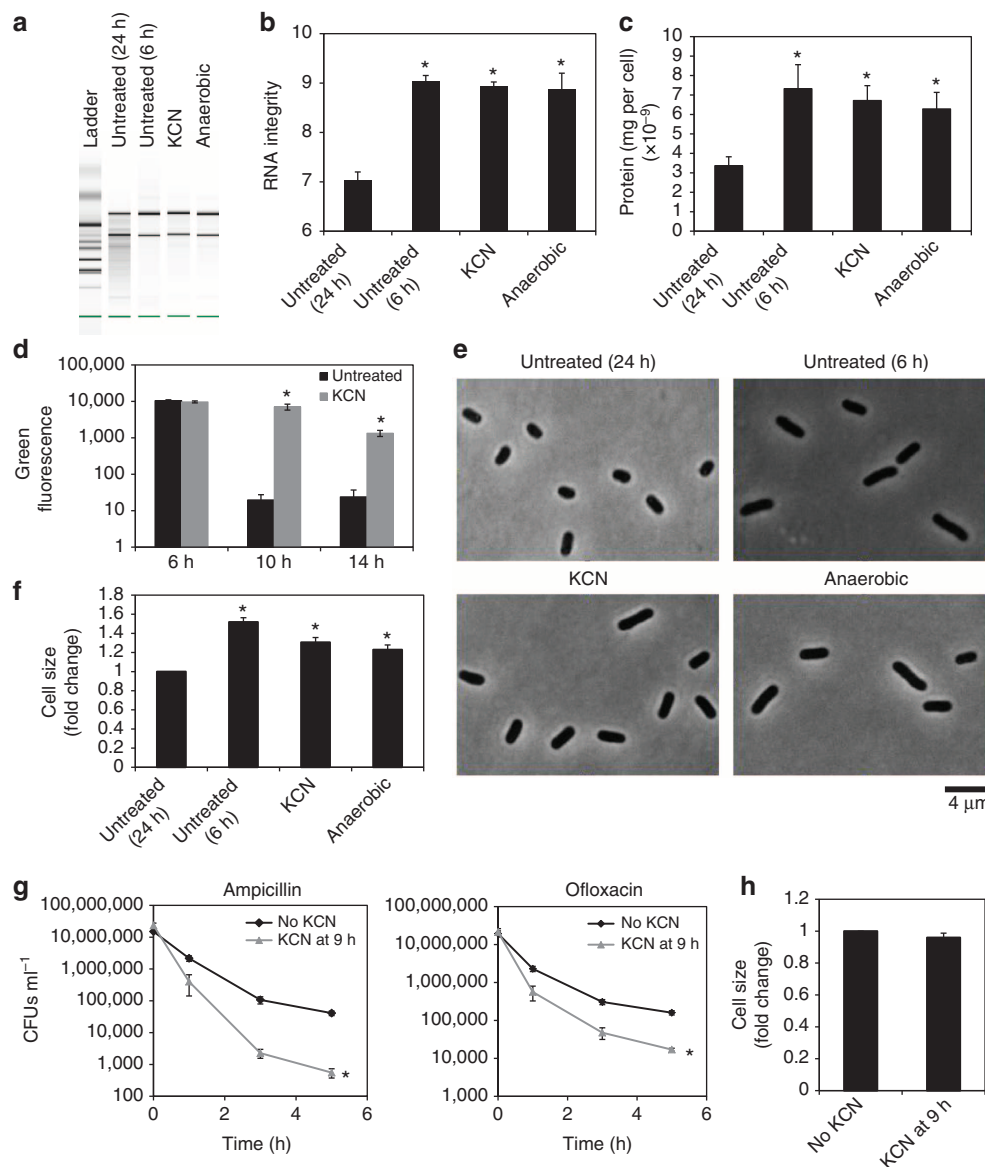 a
Ladder
Untreated (24 h)
Untreated (6 h)
KCN
Anaerobic
b
RNA integrity
10
9
8
7
6
*
*
*
Untreated
(24 h)
Untreated
(6 h)
KCN
Anaerobic
c
Protein (mg per cell)
(×10⁻⁹)
10
9
8
7
6
5
4
3
2
1
0
*
*
*
Untreated
(24 h)
Untreated
(6 h)
KCN
Anaerobic
d
Green
fluorescence
100,000
10,000
1,000
100
10
1
Untreated
KCN
*
*
6 h
10 h
14 h
e
Untreated (24 h)
Untreated (6 h)
KCN
Anaerobic
4 μm
f
Cell size
(fold change)
1.8
1.6
1.4
1.2
1
0.8
0.6
0.4
0.2
0
*
*
*
Untreated
(24 h)
Untreated
(6 h)
KCN
Anaerobic
g
Ampicillin
CFUs ml⁻¹
100,000,000
10,000,000
1,000,000
100,000
10,000
1,000
100
No KCN
KCN at 9 h
*
0
2
4
6
Time (h)
Ofloxacin
100,000,000
10,000,000
1,000,000
100,000
10,000
1,000
No KCN
KCN at 9 h
*
0
2
4
6
Time (h)
h
Cell size
(fold change)
1.2
1
0.8
0.6
0.4
0.2
0
No KCN
KCN at 9 h